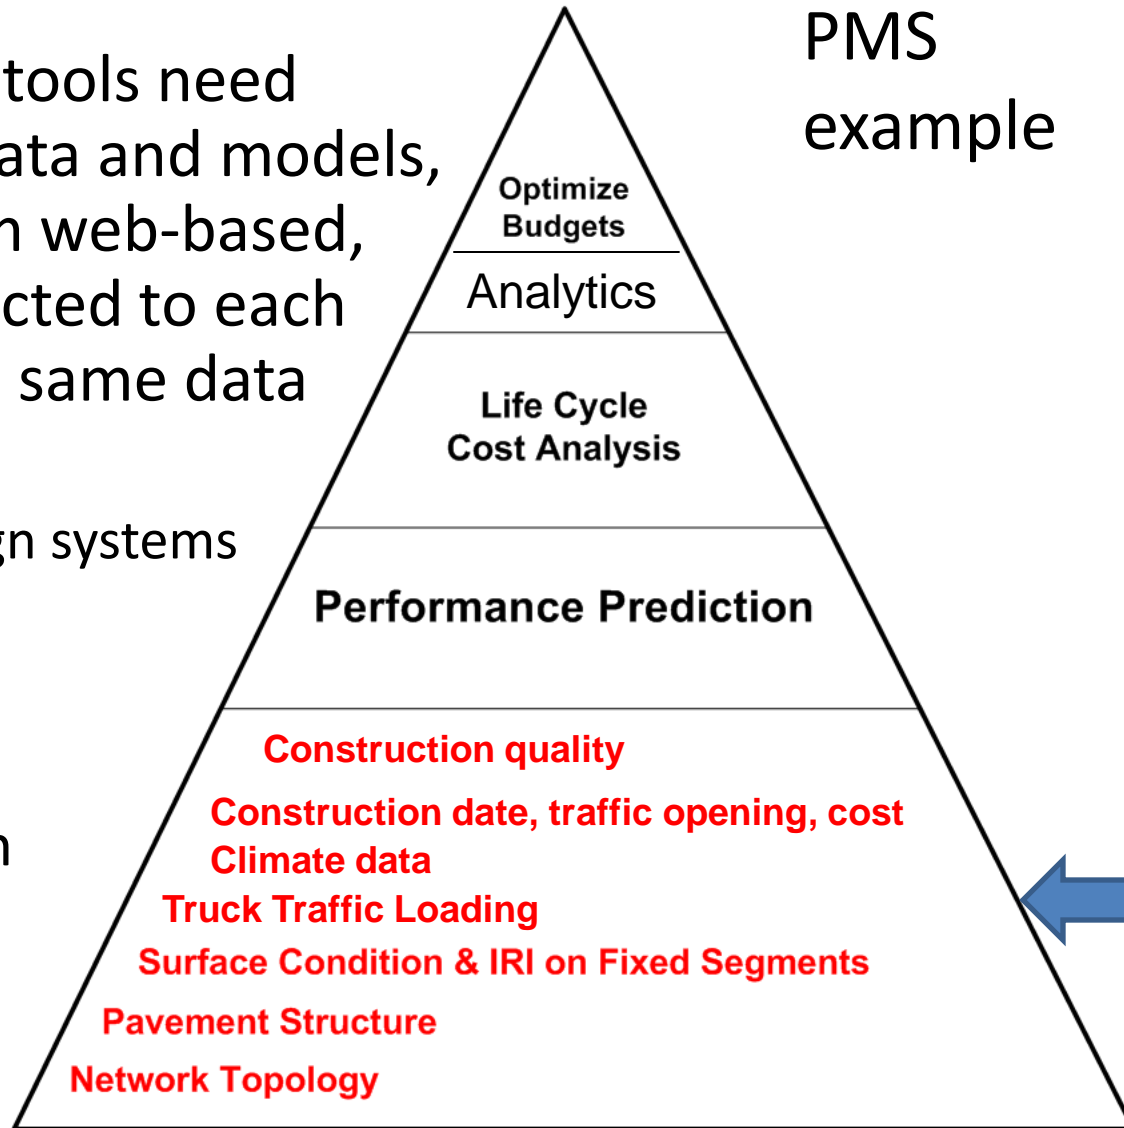 PMS
example
tools need
ata and models,
n web-based,
cted to each
same data
gn systems
n
Optimize
Budgets
Analytics
Life Cycle
Cost Analysis
Performance Prediction
Construction quality
Construction date, traffic opening, cost
Climate data
Truck Traffic Loading
Surface Condition & IRI on Fixed Segments
Pavement Structure
Network Topology